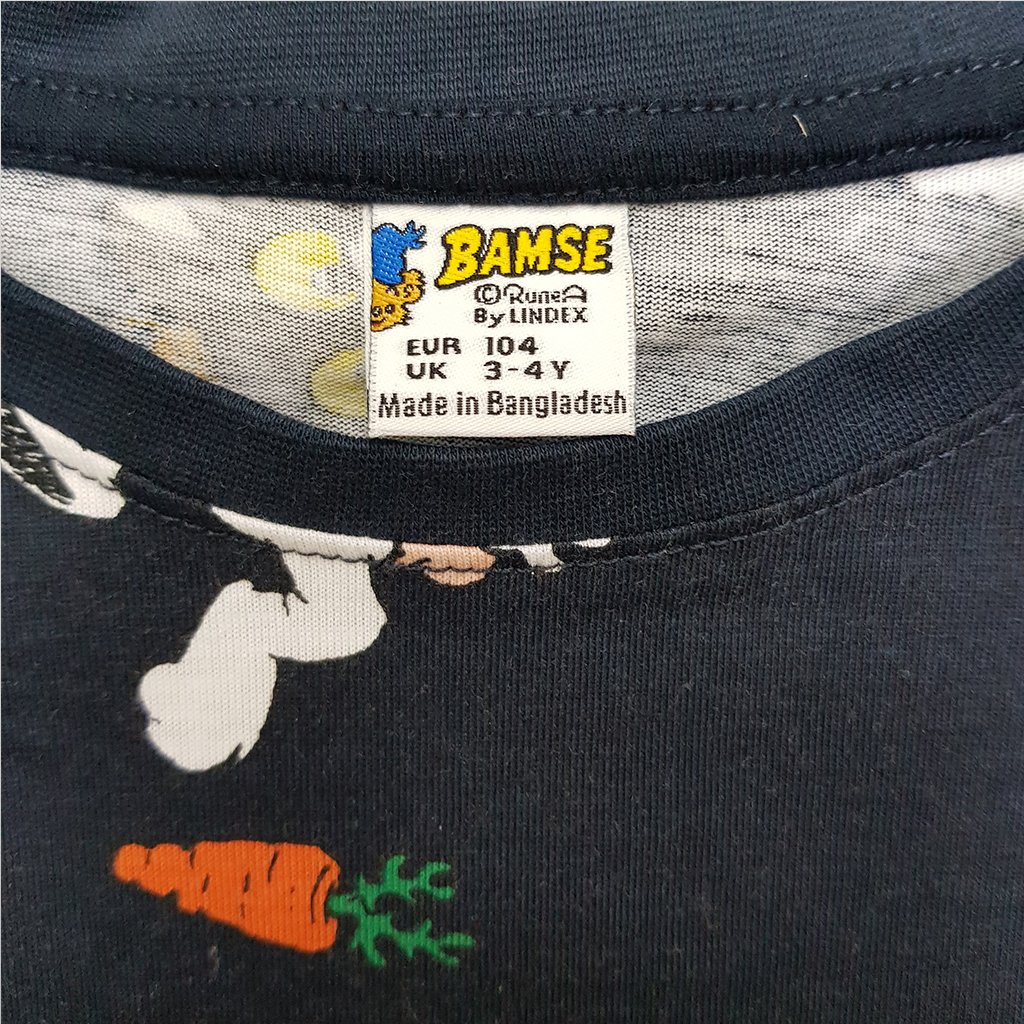 BAMSE
©RuneA
By LINDEX
EUR 104
UK 3-4Y
Made in Bangladesh